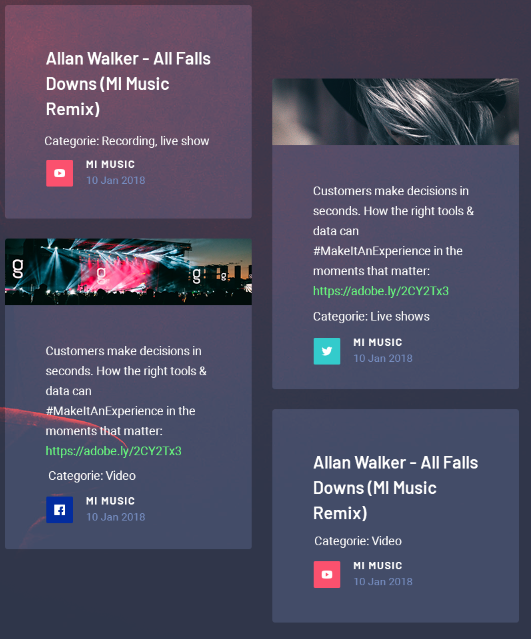 Allan Walker - All Falls
Downs (MI Music
Remix)
Categorie: Recording, live show
MI MUSIC
10 Jan 2018
g
g
g
g
Customers make decisions in
seconds. How the right tools &
data can
#MakeItAnExperience in the
moments that matter:
https://adobe.ly/2CY2Tx3
Categorie: Video
MI MUSIC
10 Jan 2018
Customers make decisions in
seconds. How the right tools &
data can
#MakeItAnExperience in the
moments that matter:
https://adobe.ly/2CY2Tx3
Categorie: Live shows
MI MUSIC
10 Jan 2018
Allan Walker - All Falls
Downs (MI Music
Remix)
Categorie: Video
MI MUSIC
10 Jan 2018